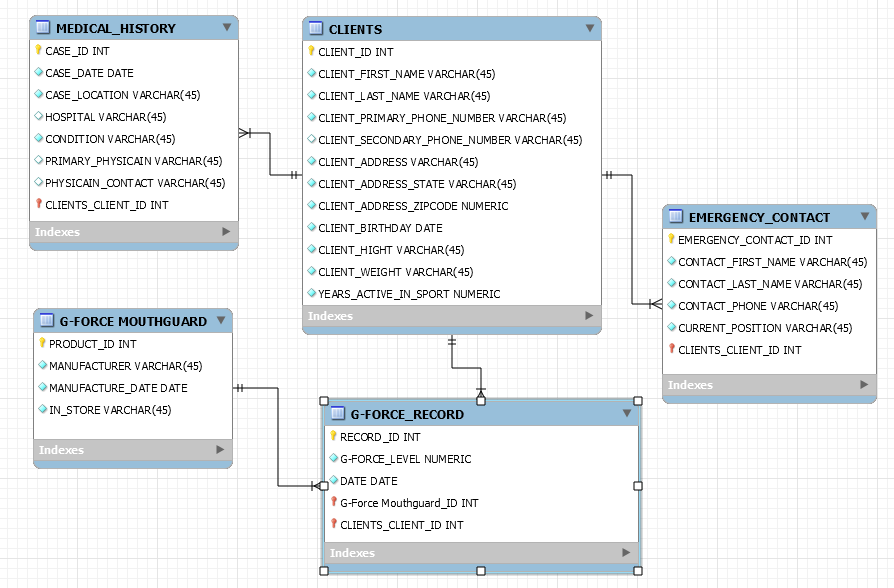 MEDICAL_HISTORY
CASE_ID INT
CASE_DATE DATE
CASE_LOCATION VARCHAR(45)
HOSPITAL VARCHAR(45)
CONDITION VARCHAR(45)
PRIMARY_PHYSICAIN VARCHAR(45)
PHYSICAIN_CONTACT VARCHAR(45)
CLIENTS_CLIENT_ID INT
Indexes
CLIENTS
CLIENT_ID INT
CLIENT_FIRST_NAME VARCHAR(45)
CLIENT_LAST_NAME VARCHAR(45)
CLIENT_PRIMARY_PHONE_NUMBER VARCHAR(45)
CLIENT_SECONDARY_PHONE_NUMBER VARCHAR(45)
CLIENT_ADDRESS VARCHAR(45)
CLIENT_ADDRESS_STATE VARCHAR(45)
CLIENT_ADDRESS_ZIPCODE NUMERIC
CLIENT_BIRTHDAY DATE
CLIENT_HIGHT VARCHAR(45)
CLIENT_WEIGHT VARCHAR(45)
YEARS_ACTIVE_IN_SPORT NUMERIC
Indexes
EMERGENCY_CONTACT
EMERGENCY_CONTACT_ID INT
CONTACT_FIRST_NAME VARCHAR(45)
CONTACT_LAST_NAME VARCHAR(45)
CONTACT_PHONE VARCHAR(45)
CURRENT_POSITION VARCHAR(45)
CLIENTS_CLIENT_ID INT
Indexes
G-FORCE MOUTHGUARD
PRODUCT_ID INT
MANUFACTURER VARCHAR(45)
MANUFACTURE_DATE DATE
IN_STORE VARCHAR(45)
Indexes
G-FORCE_RECORD
RECORD_ID INT
G-FORCE_LEVEL NUMERIC
DATE DATE
G-Force Mouthguard_ID INT
CLIENTS_CLIENT_ID INT
Indexes